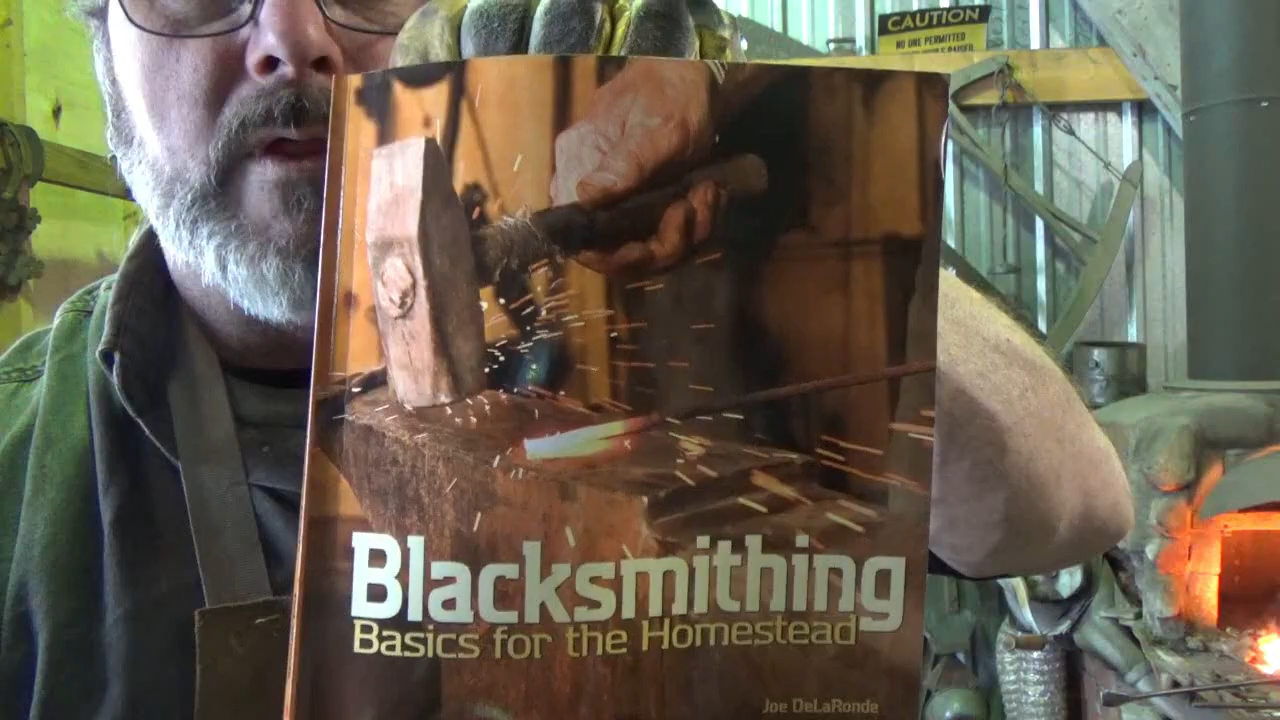 CAUTION
NO ONE PERMITTED
Blacksmithing
Basics for the Homestead
Joe DeLaRonde